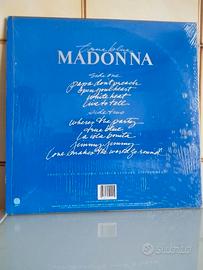 True blue
MADONNA
side one
papa don't preach
open your heart
white heat
live to tell
side two
where's the party
true blue
la isla bonita
jimmy jimmy
love makes the world go round
subito